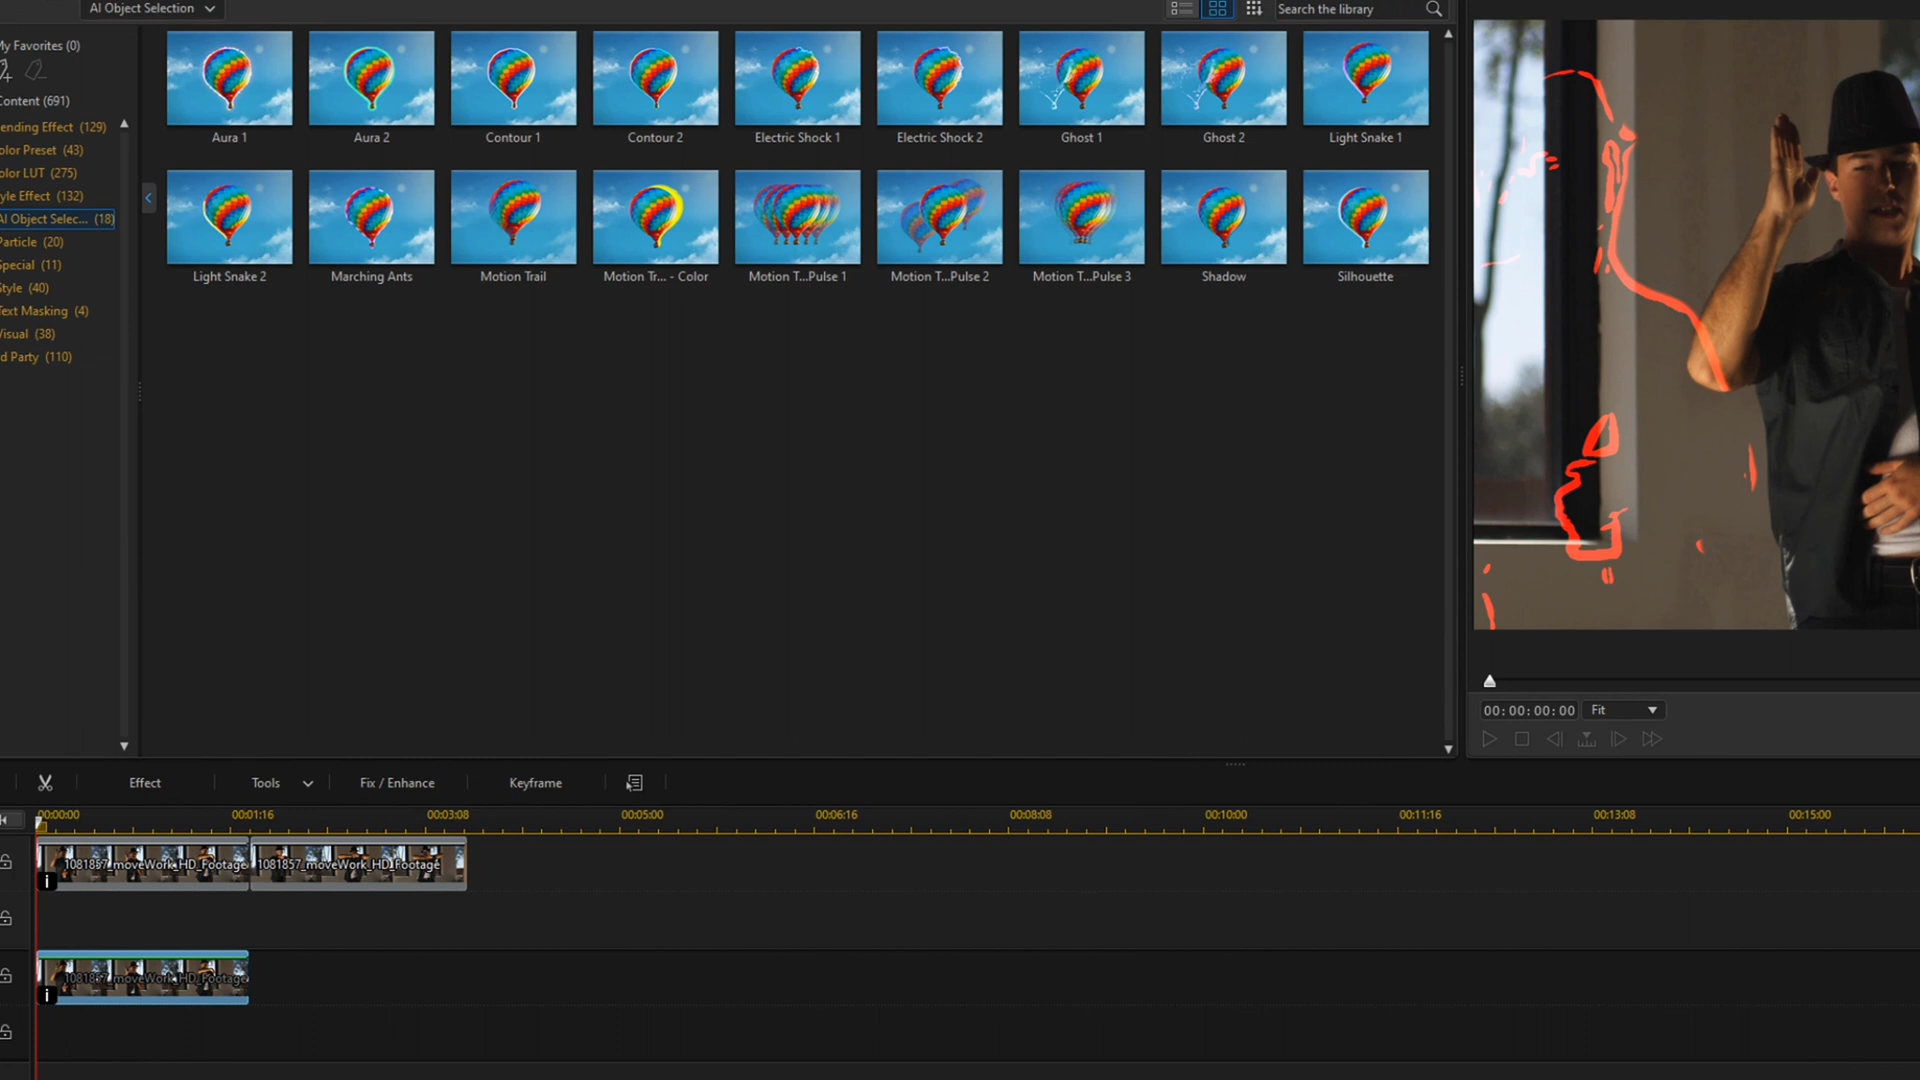 AI Object Selection
Search the library
My Favorites (0)
Content (691)
ending Effect (129)
olor Preset (43)
olor LUT (275)
yle Effect (132)
AI Object Selec... (18)
Particle (20)
Special (11)
Style (40)
Text Masking (4)
Visual (38)
d Party (110)
Aura 1
Aura 2
Contour 1
Contour 2
Electric Shock 1
Electric Shock 2
Ghost 1
Ghost 2
Light Snake 1
Light Snake 2
Marching Ants
Motion Trail
Motion Tr... - Color
Motion T...Pulse 1
Motion T...Pulse 2
Motion T...Pulse 3
Shadow
Silhouette
00:00:00:00
Fit
Effect
Tools
Fix / Enhance
Keyframe
00:00:00
00:01:16
00:03:08
00:05:00
00:06:16
00:08:08
00:10:00
00:11:16
00:13:08
00:15:00
1081857_moveWork_HD_Footage
1081857_moveWork_HD_Footage
1081857_moveWork_HD_Footage